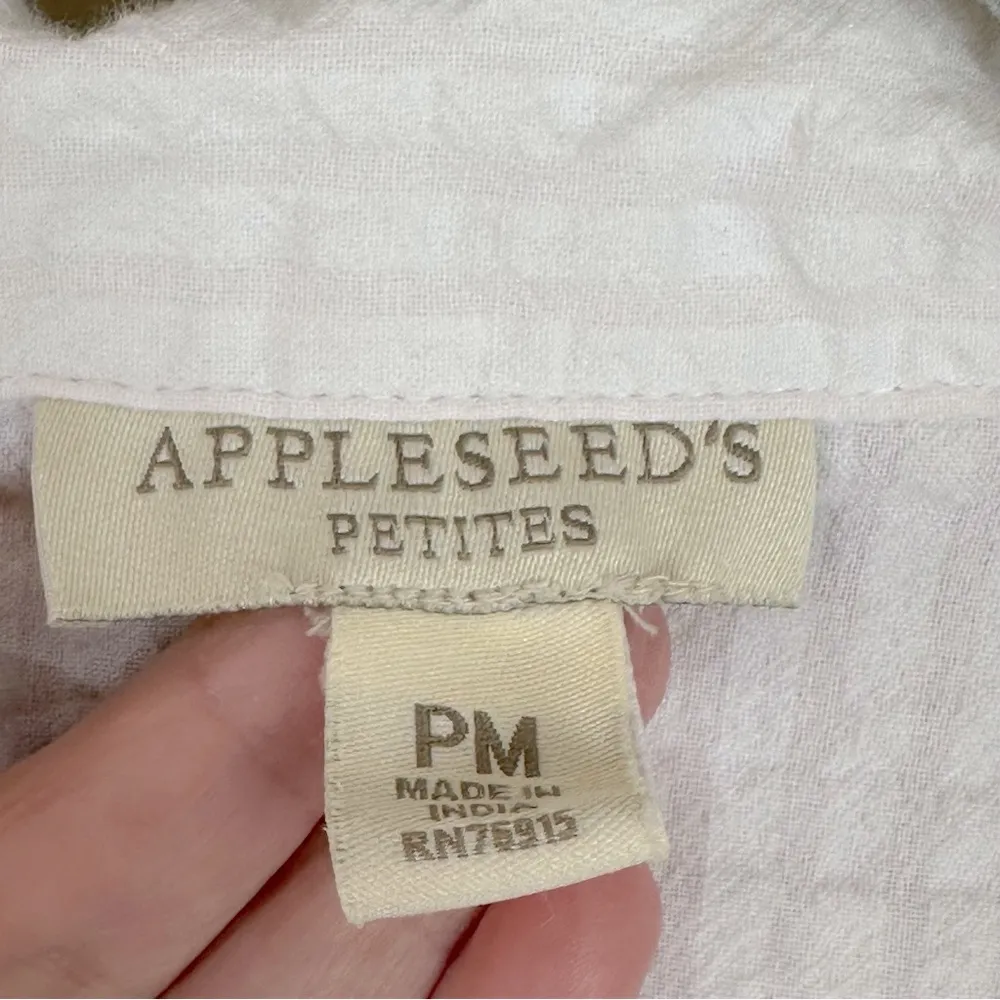 APPLESEED'S
PETITES
PM
MADE IN
INDIA
RN76915